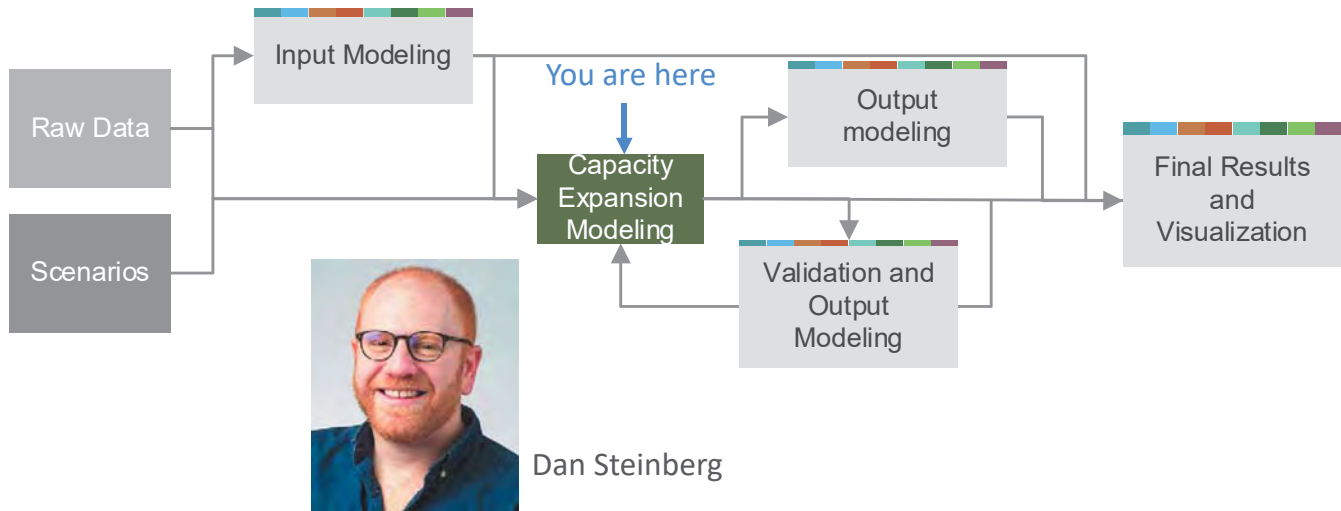 Input Modeling
You are here
Output
modeling
Raw Data
Capacity
Expansion
Modeling
Final Results
and
Visualization
Scenarios
Validation and
Output
Modeling
Dan Steinberg